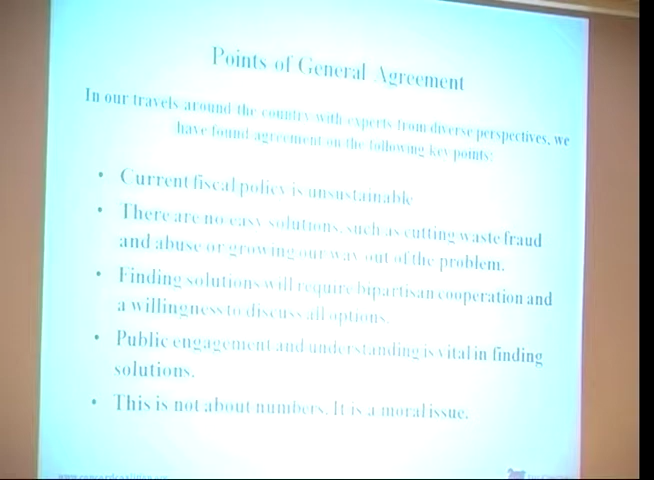 Points of General Agreement
In our travels around the country with experts from diverse perspectives, we
have found agreement on the following key points:
• Current fiscal policy is unsustainable
• There are no easy solutions, such as cutting waste fraud
and abuse or growing our way out of the problem.
• Finding solutions will require bipartisan cooperation and
a willingness to discuss all options.
• Public engagement and understanding is vital in finding
solutions.
• This is not about numbers. It is a moral issue.